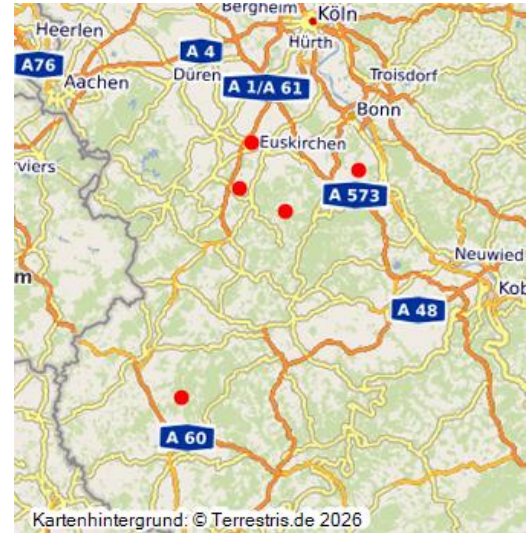 Bergheim
Köln
Heerlen
A 4
Hürth
A76
Düren
Troisdorf
Aachen
A 1/A 61
Bonn
Euskirchen
rviers
A 573
Neuwied
m
Kob
A 48
A 60
Kartenhintergrund: © Terrestris.de 2026